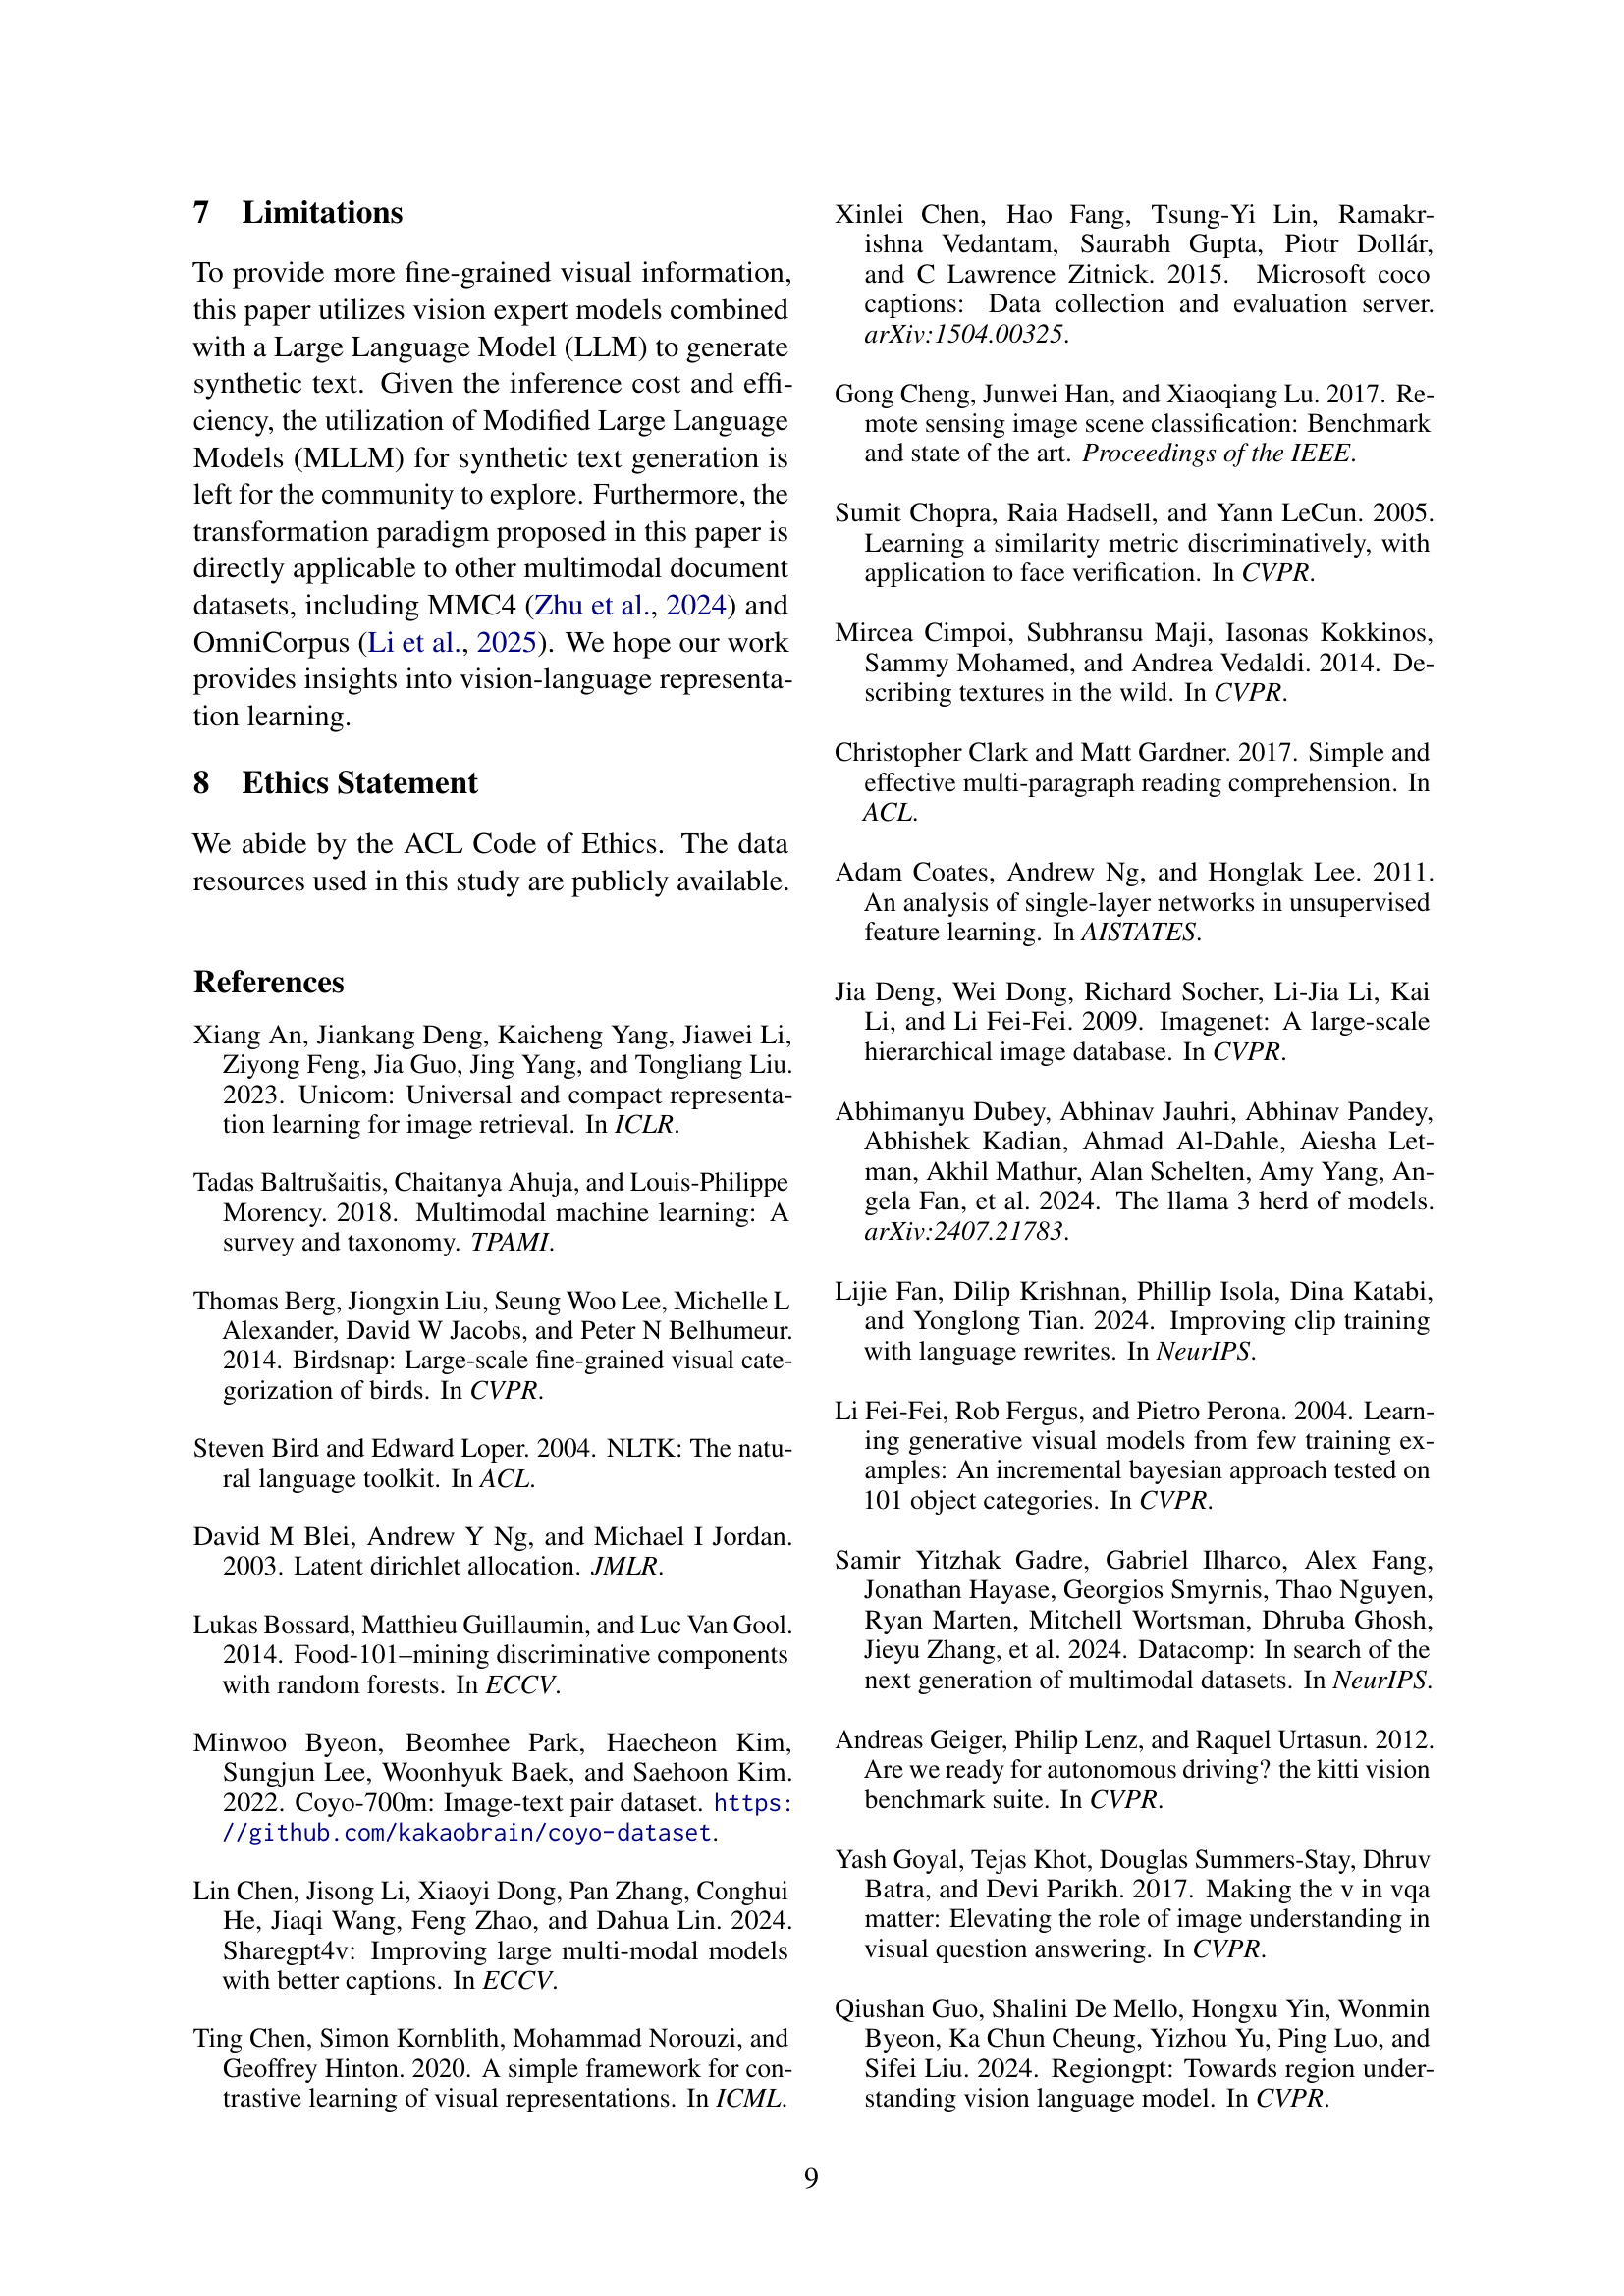 7 Limitations
To provide more fine-grained visual information,
this paper utilizes vision expert models combined
with a Large Language Model (LLM) to generate
synthetic text. Given the inference cost and effi-
ciency, the utilization of Modified Large Language
Models (MLLM) for synthetic text generation is
left for the community to explore. Furthermore, the
transformation paradigm proposed in this paper is
directly applicable to other multimodal document
datasets, including MMC4 (Zhu et al., 2024) and
OmniCorpus (Li et al., 2025). We hope our work
provides insights into vision-language representa-
tion learning.
8 Ethics Statement
We abide by the ACL Code of Ethics. The data
resources used in this study are publicly available.
References
Xiang An, Jiankang Deng, Kaicheng Yang, Jiawei Li,
Ziyong Feng, Jia Guo, Jing Yang, and Tongliang Liu.
2023. Unicom: Universal and compact representa-
tion learning for image retrieval. In ICLR.
Tadas Baltrušaitis, Chaitanya Ahuja, and Louis-Philippe
Morency. 2018. Multimodal machine learning: A
survey and taxonomy. TPAMI.
Thomas Berg, Jiongxin Liu, Seung Woo Lee, Michelle L
Alexander, David W Jacobs, and Peter N Belhumeur.
2014. Birdsnap: Large-scale fine-grained visual cate-
gorization of birds. In CVPR.
Steven Bird and Edward Loper. 2004. NLTK: The natu-
ral language toolkit. In ACL.
David M Blei, Andrew Y Ng, and Michael I Jordan.
2003. Latent dirichlet allocation. JMLR.
Lukas Bossard, Matthieu Guillaumin, and Luc Van Gool.
2014. Food-101–mining discriminative components
with random forests. In ECCV.
Minwoo Byeon, Beomhee Park, Haecheon Kim,
Sungjun Lee, Woonhyuk Baek, and Saehoon Kim.
2022. Coyo-700m: Image-text pair dataset. https:
//github.com/kakaobrain/coyo-dataset.
Lin Chen, Jisong Li, Xiaoyi Dong, Pan Zhang, Conghui
He, Jiaqi Wang, Feng Zhao, and Dahua Lin. 2024.
Sharegpt4v: Improving large multi-modal models
with better captions. In ECCV.
Ting Chen, Simon Kornblith, Mohammad Norouzi, and
Geoffrey Hinton. 2020. A simple framework for con-
trastive learning of visual representations. In ICML.
Xinlei Chen, Hao Fang, Tsung-Yi Lin, Ramakr-
ishna Vedantam, Saurabh Gupta, Piotr Dollár,
and C Lawrence Zitnick. 2015. Microsoft coco
captions: Data collection and evaluation server.
arXiv:1504.00325.
Gong Cheng, Junwei Han, and Xiaoqiang Lu. 2017. Re-
mote sensing image scene classification: Benchmark
and state of the art. Proceedings of the IEEE.
Sumit Chopra, Raia Hadsell, and Yann LeCun. 2005.
Learning a similarity metric discriminatively, with
application to face verification. In CVPR.
Mircea Cimpoi, Subhransu Maji, Iasonas Kokkinos,
Sammy Mohamed, and Andrea Vedaldi. 2014. De-
scribing textures in the wild. In CVPR.
Christopher Clark and Matt Gardner. 2017. Simple and
effective multi-paragraph reading comprehension. In
ACL.
Adam Coates, Andrew Ng, and Honglak Lee. 2011.
An analysis of single-layer networks in unsupervised
feature learning. In AISTATES.
Jia Deng, Wei Dong, Richard Socher, Li-Jia Li, Kai
Li, and Li Fei-Fei. 2009. Imagenet: A large-scale
hierarchical image database. In CVPR.
Abhimanyu Dubey, Abhinav Jauhri, Abhinav Pandey,
Abhishek Kadian, Ahmad Al-Dahle, Aiesha Let-
man, Akhil Mathur, Alan Schelten, Amy Yang, An-
gela Fan, et al. 2024. The llama 3 herd of models.
arXiv:2407.21783.
Lijie Fan, Dilip Krishnan, Phillip Isola, Dina Katabi,
and Yonglong Tian. 2024. Improving clip training
with language rewrites. In NeurIPS.
Li Fei-Fei, Rob Fergus, and Pietro Perona. 2004. Learn-
ing generative visual models from few training ex-
amples: An incremental bayesian approach tested on
101 object categories. In CVPR.
Samir Yitzhak Gadre, Gabriel Ilharco, Alex Fang,
Jonathan Hayase, Georgios Smyrnis, Thao Nguyen,
Ryan Marten, Mitchell Wortsman, Dhruba Ghosh,
Jieyu Zhang, et al. 2024. Datacomp: In search of the
next generation of multimodal datasets. In NeurIPS.
Andreas Geiger, Philip Lenz, and Raquel Urtasun. 2012.
Are we ready for autonomous driving? the kitti vision
benchmark suite. In CVPR.
Yash Goyal, Tejas Khot, Douglas Summers-Stay, Dhruv
Batra, and Devi Parikh. 2017. Making the v in vqa
matter: Elevating the role of image understanding in
visual question answering. In CVPR.
Qiushan Guo, Shalini De Mello, Hongxu Yin, Wonmin
Byeon, Ka Chun Cheung, Yizhou Yu, Ping Luo, and
Sifei Liu. 2024. Regiongpt: Towards region under-
standing vision language model. In CVPR.
9